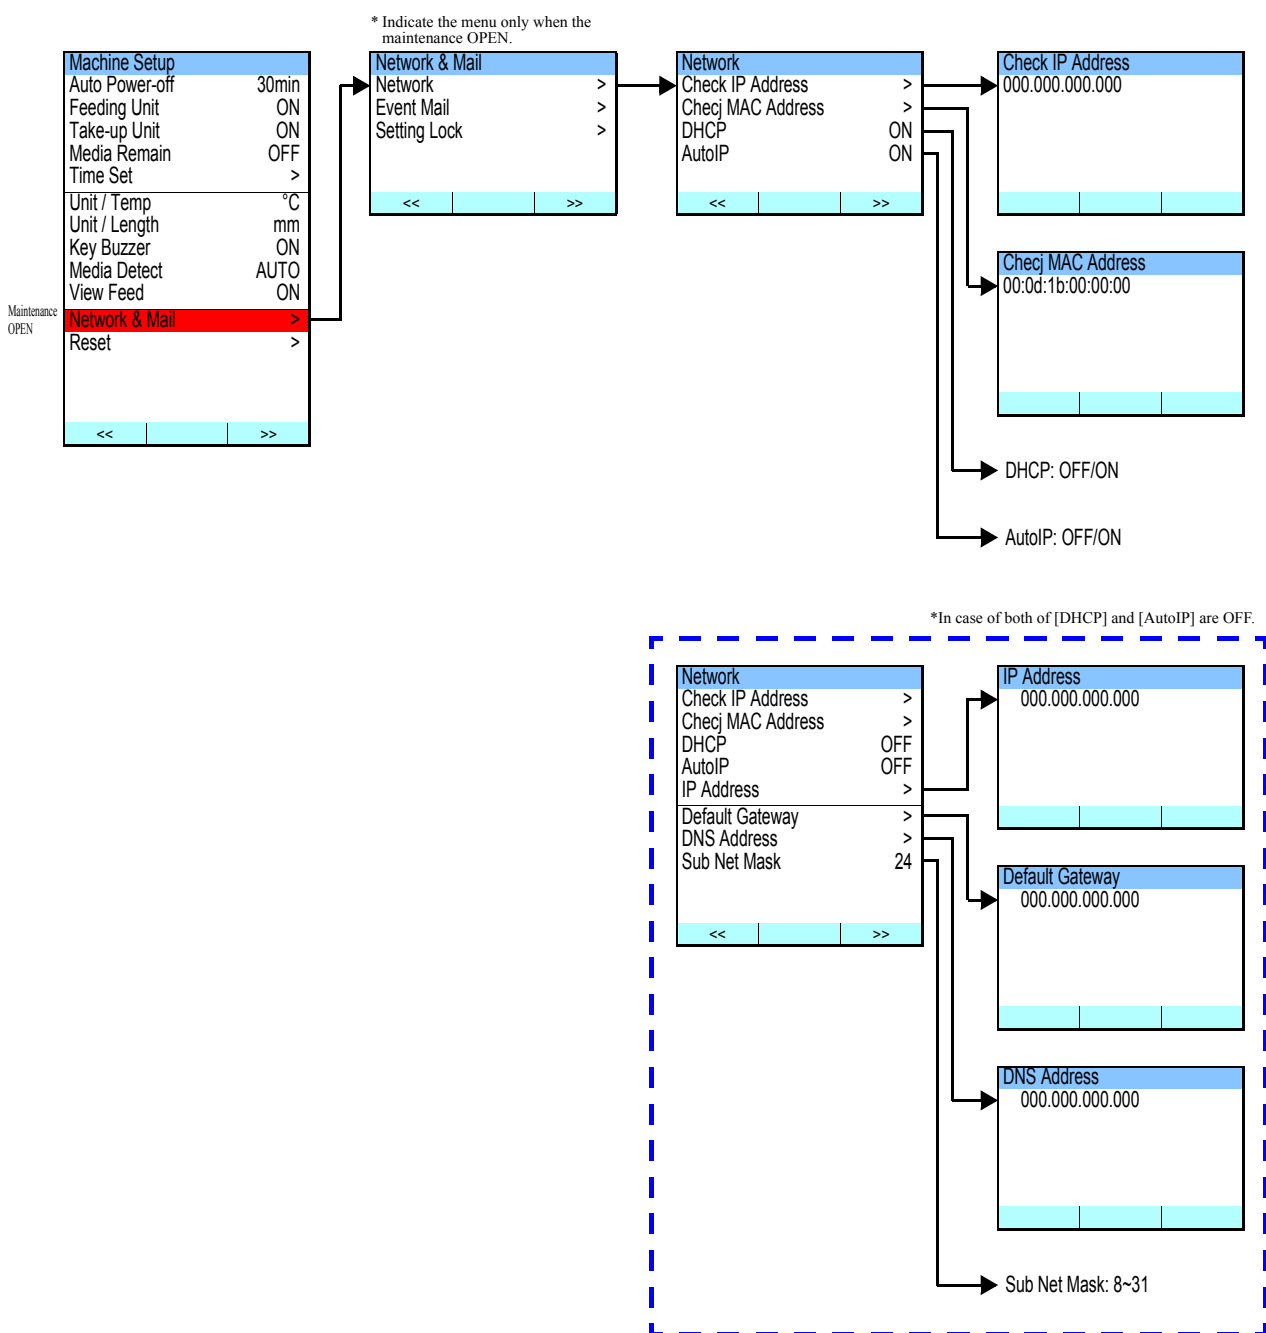 * Indicate the menu only when the
maintenance OPEN.
Machine Setup
Auto Power-off 30min
Feeding Unit ON
Take-up Unit ON
Media Remain OFF
Time Set >
Unit / Temp °C
Unit / Length mm
Key Buzzer ON
Media Detect AUTO
View Feed ON
Maintenance
OPEN
Network & Mail >
Reset >
<< >>
Network & Mail
Network >
Event Mail >
Setting Lock >
<< >>
Network
Check IP Address >
Checj MAC Address >
DHCP ON
AutoIP ON
<< >>
Check IP Address
000.000.000.000
Checj MAC Address
00:0d:1b:00:00:00
DHCP: OFF/ON
AutoIP: OFF/ON
*In case of both of [DHCP] and [AutoIP] are OFF.
Network
Check IP Address >
Checj MAC Address >
DHCP OFF
AutoIP OFF
IP Address >
Default Gateway >
DNS Address >
Sub Net Mask 24
<< >>
IP Address
000.000.000.000
Default Gateway
000.000.000.000
DNS Address
000.000.000.000
Sub Net Mask: 8~31